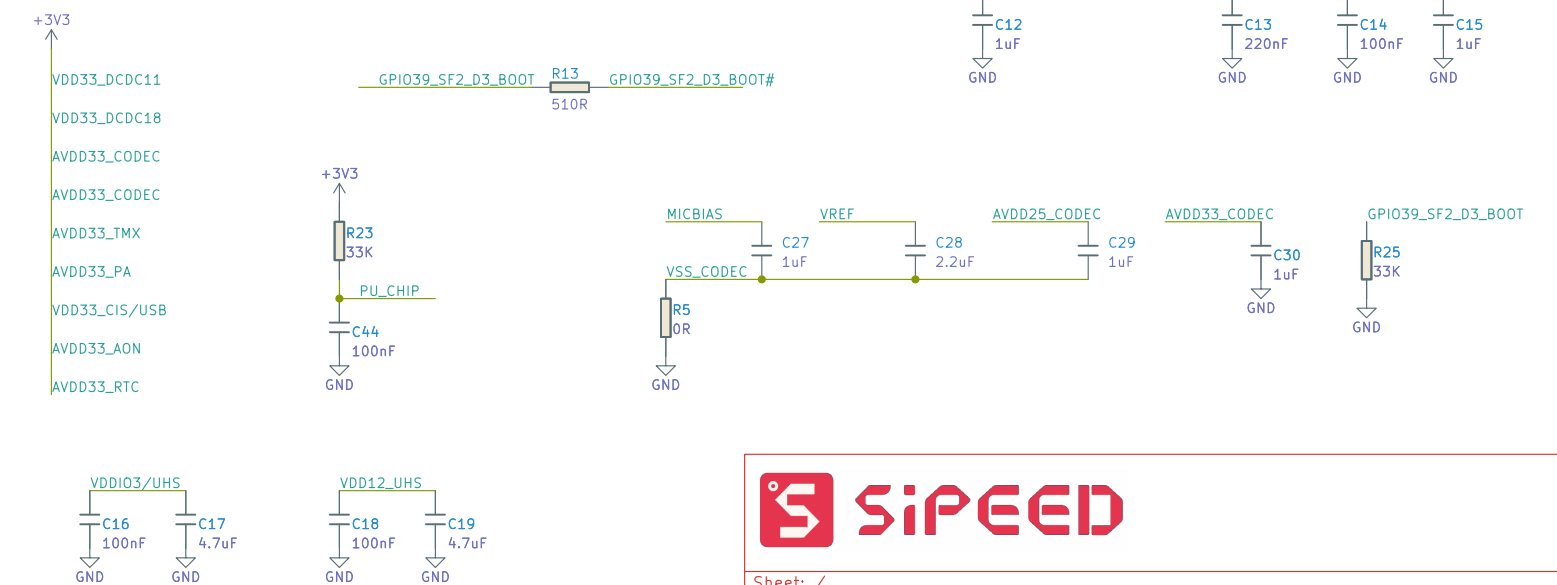 +3V3
VDD33_DCDC11
VDD33_DCDC18
AVDD33_CODEC
AVDD33_CODEC
AVDD33_TMX
AVDD33_PA
VDD33_CIS/USB
AVDD33_AON
AVDD33_RTC
GPIO39_SF2_D3_BOOT
R13
510R
GPIO39_SF2_D3_BOOT#
C12
1uF
GND
C13
220nF
GND
C14
100nF
GND
C15
1uF
GND
+3V3
R23
33K
PU_CHIP
C44
100nF
GND
MICBIAS
C27
1uF
VREF
C28
2.2uF
AVDD25_CODEC
C29
1uF
VSS_CODEC
R5
0R
GND
AVDD33_CODEC
C30
1uF
GND
GPIO39_SF2_D3_BOOT
R25
33K
GND
VDDIO3/UHS
C16
100nF
GND
C17
4.7uF
GND
VDD12_UHS
C18
100nF
GND
C19
4.7uF
GND
SiPEED
Sheet: /